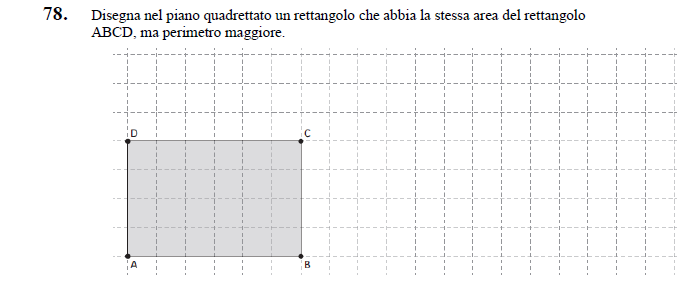 78. Disegna nel piano quadrettato un rettangolo che abbia la stessa area del rettangolo
ABCD, ma perimetro maggiore.
D C
A B